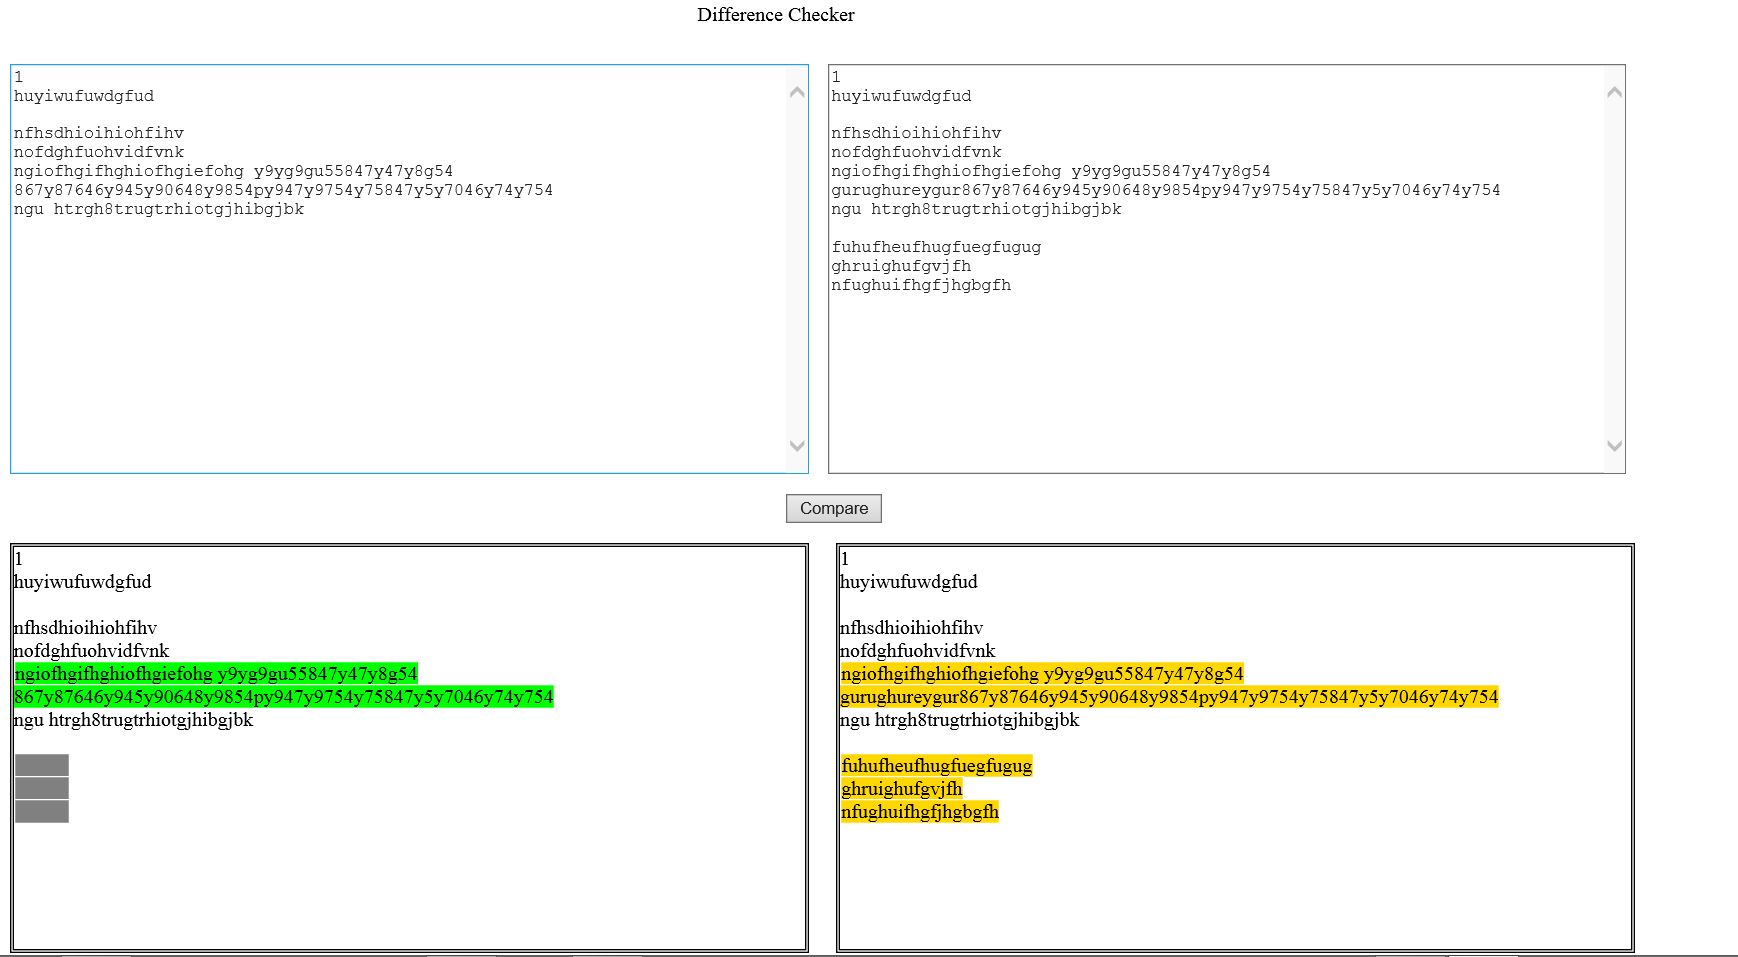 Difference Checker
1
huyiwufuwdgfud
nfhsdhioihiohfihv
nofdghfuohvidfvnk
ngiofhgifhghiofhgiefohg y9yg9gu55847y47y8g54
867y87646y945y90648y9854py947y9754y75847y5y7046y74y754
ngu htrgh8trugtrhiotgjhibgjbk
1
huyiwufuwdgfud
nfhsdhioihiohfihv
nofdghfuohvidfvnk
ngiofhgifhghiofhgiefohg y9yg9gu55847y47y8g54
gurughureygur867y87646y945y90648y9854py947y9754y75847y5y7046y74y754
ngu htrgh8trugtrhiotgjhibgjbk
fuhufheufhugfuegfugug
ghruighufgvjfh
nfughuifhgfjhgbgfh
Compare
1
huyiwufuwdgfud
nfhsdhioihiohfihv
nofdghfuohvidfvnk
ngiofhgifhghiofhgiefohg y9yg9gu55847y47y8g54
867y87646y945y90648y9854py947y9754y75847y5y7046y74y754
ngu htrgh8trugtrhiotgjhibgjbk
1
huyiwufuwdgfud
nfhsdhioihiohfihv
nofdghfuohvidfvnk
ngiofhgifhghiofhgiefohg y9yg9gu55847y47y8g54
gurughureygur867y87646y945y90648y9854py947y9754y75847y5y7046y74y754
ngu htrgh8trugtrhiotgjhibgjbk
fuhufheufhugfuegfugug
ghruighufgvjfh
nfughuifhgfjhgbgfh